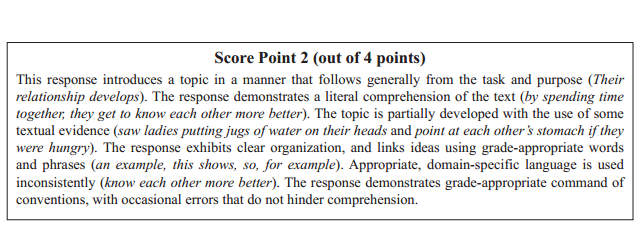 Score Point 2 (out of 4 points)
This response introduces a topic in a manner that follows generally from the task and purpose (Their
relationship develops). The response demonstrates a literal comprehension of the text (by spending time
together, they get to know each other more better). The topic is partially developed with the use of some
textual evidence (saw ladies putting jugs of water on their heads and point at each other's stomach if they
were hungry). The response exhibits clear organization, and links ideas using grade-appropriate words
and phrases (an example, this shows, so, for example). Appropriate, domain-specific language is used
inconsistently (know each other more better). The response demonstrates grade-appropriate command of
conventions, with occasional errors that do not hinder comprehension.